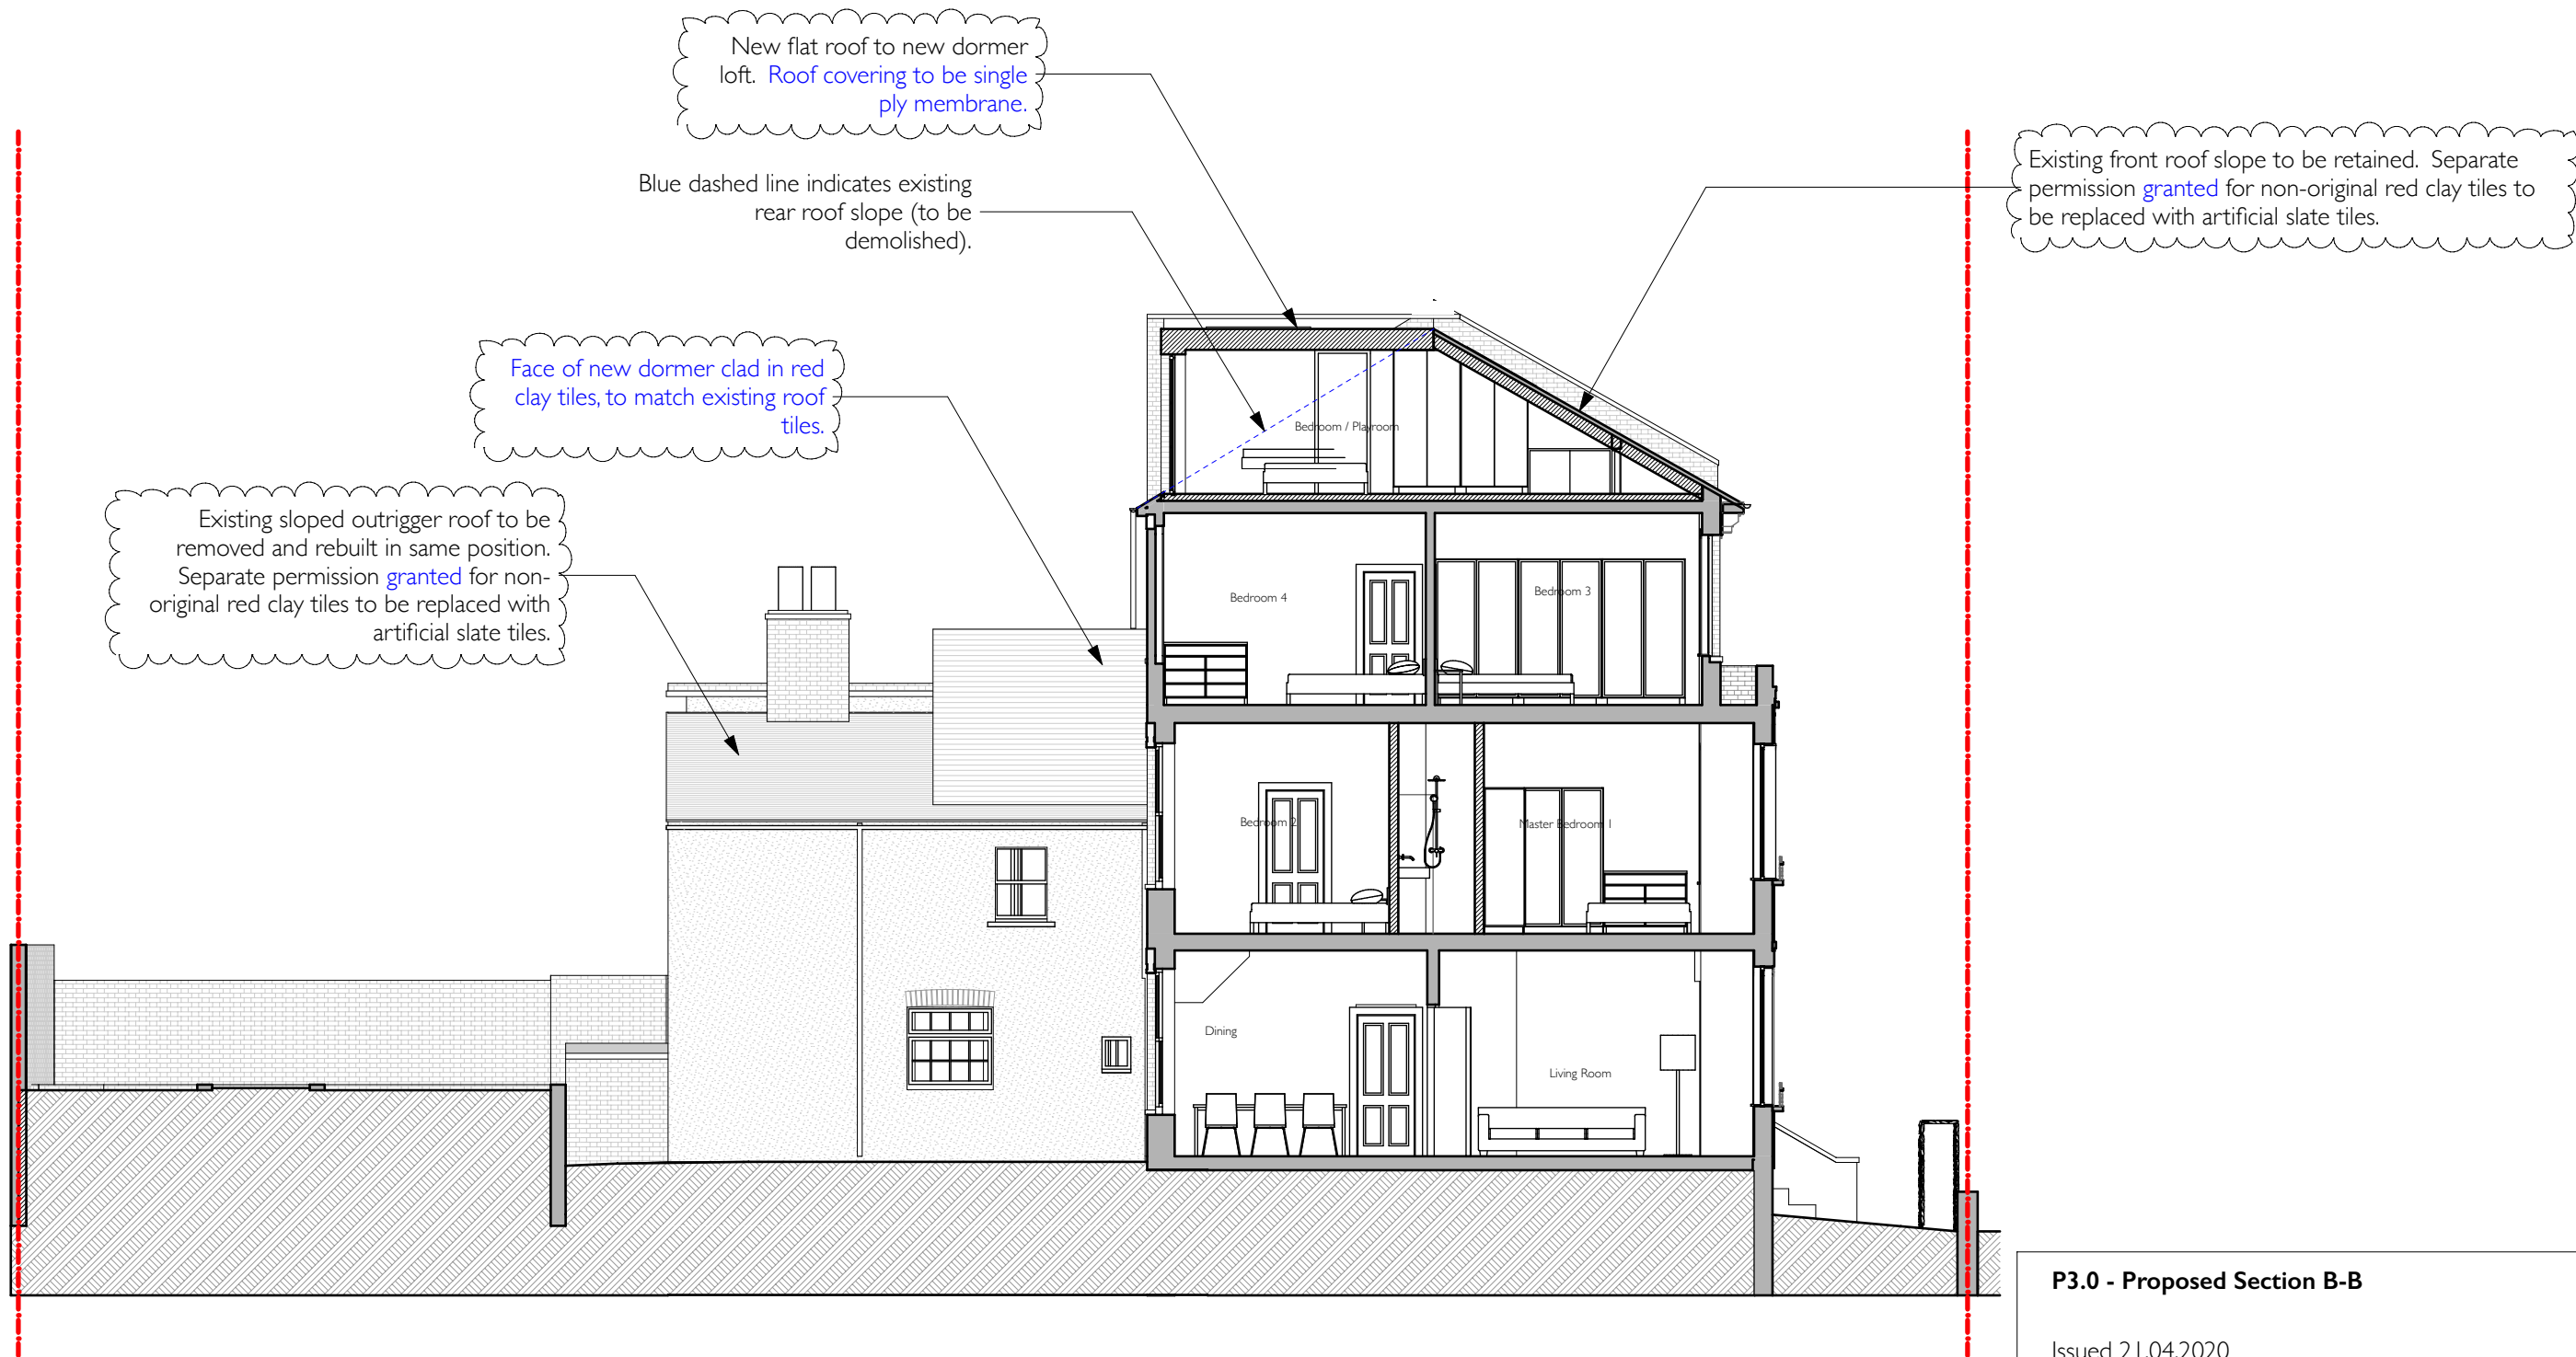 New flat roof to new dormer
loft. Roof covering to be single
ply membrane.
Blue dashed line indicates existing
rear roof slope (to be
demolished).
Existing front roof slope to be retained. Separate
permission granted for non-original red clay tiles to
be replaced with artificial slate tiles.
Face of new dormer clad in red
clay tiles, to match existing roof
tiles.
Existing sloped outrigger roof to be
removed and rebuilt in same position.
Separate permission granted for non-
original red clay tiles to be replaced with
artificial slate tiles.
Bedroom / Playroom
Bedroom 4
Bedroom 3
Bedroom 2
Master Bedroom 1
Dining
Living Room
P3.0 - Proposed Section B-B
Issued 21.04.2020